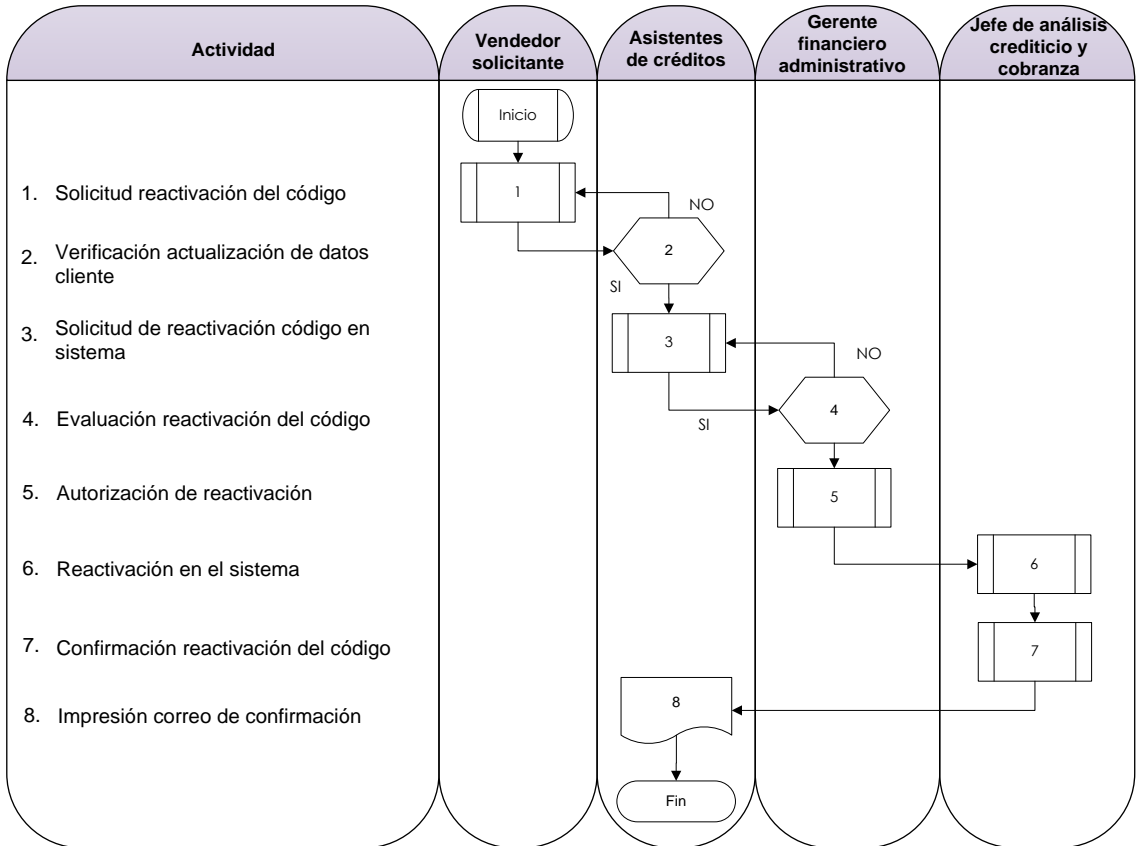 Actividad
Vendedor
solicitante
Asistentes
de créditos
Gerente
financiero
administrativo
Jefe de análisis
crediticio y
cobranza
Inicio
1. Solicitud reactivación del código
1
NO
2. Verificación actualización de datos
cliente
2
SI
3. Solicitud de reactivación código en
sistema
3
NO
4. Evaluación reactivación del código
SI
4
5. Autorización de reactivación
5
6. Reactivación en el sistema
6
7. Confirmación reactivación del código
7
8. Impresión correo de confirmación
8
Fin